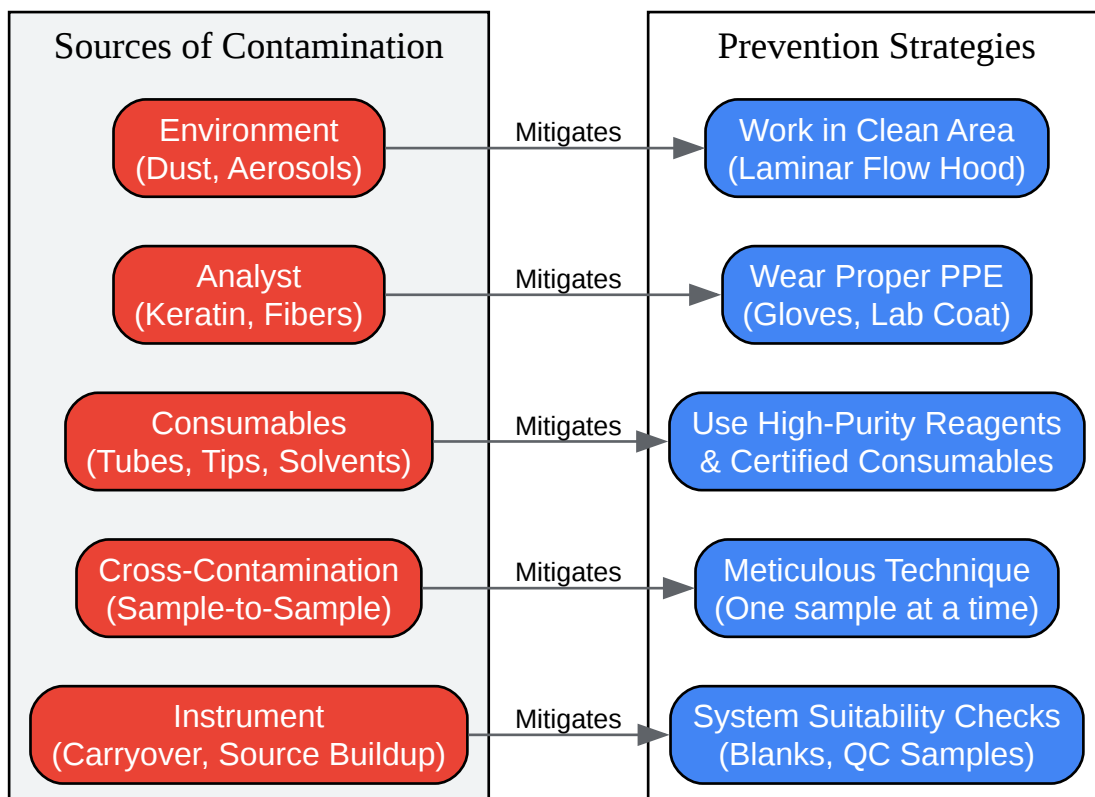 Sources of Contamination
Prevention Strategies
Environment
(Dust, Aerosols)
Mitigates
Work in Clean Area
(Laminar Flow Hood)
Analyst
(Keratin, Fibers)
Mitigates
Wear Proper PPE
(Gloves, Lab Coat)
Consumables
(Tubes, Tips, Solvents)
Mitigates
Use High-Purity Reagents
& Certified Consumables
Cross-Contamination
(Sample-to-Sample)
Mitigates
Meticulous Technique
(One sample at a time)
Instrument
(Carryover, Source Buildup)
Mitigates
System Suitability Checks
(Blanks, QC Samples)